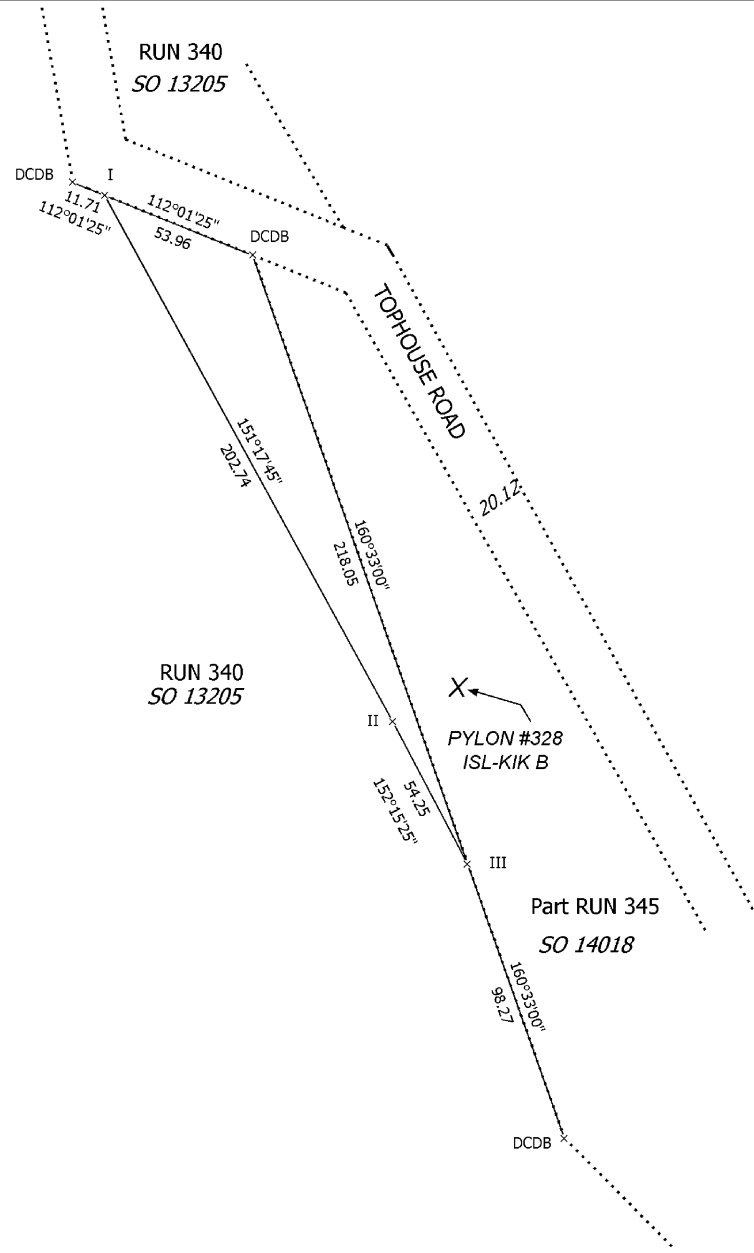 RUN 340
SO 13205
DCDB
I
11.71
112°01'25"
112°01'25"
53.96
DCDB
TOPHOUSE ROAD
20.12
151°17'45"
202.74
160°33'00"
218.05
RUN 340
SO 13205
II
PYLON #328
ISL-KIK B
54.25
152°15'25"
III
Part RUN 345
SO 14018
160°33'00"
98.27
DCDB